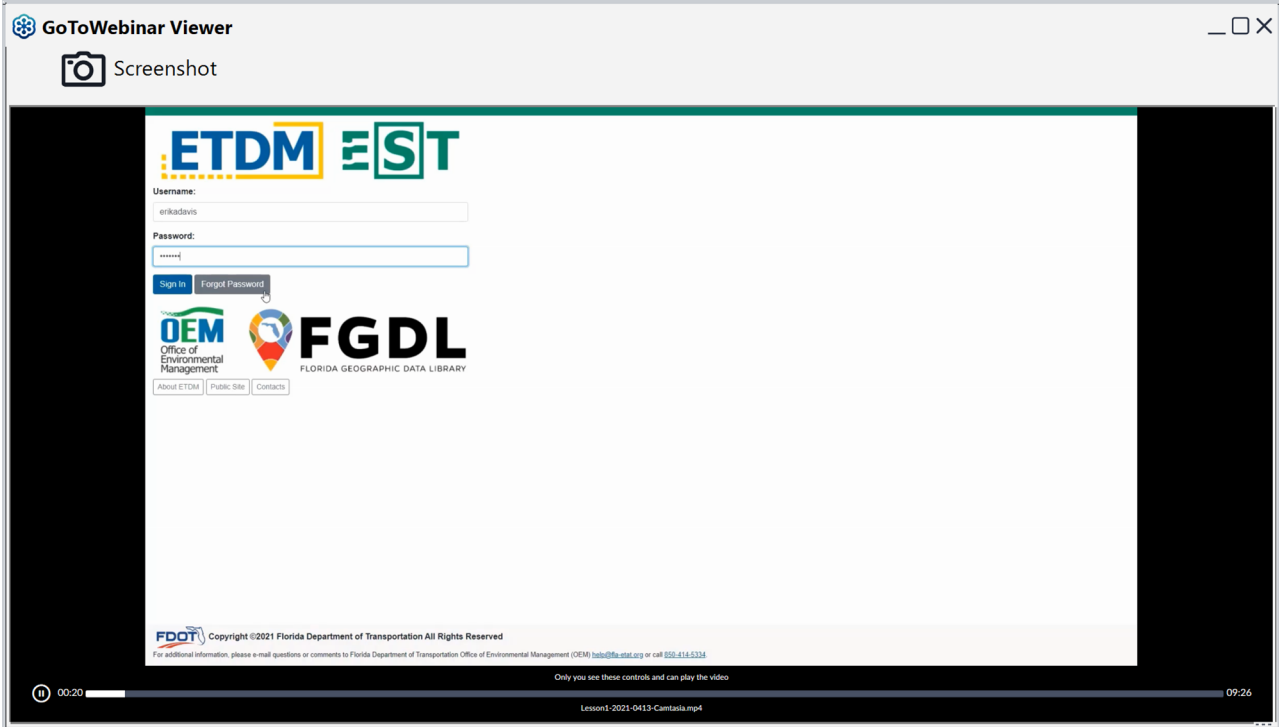 GoToWebinar Viewer
Screenshot
ETDM EST
Username:
erikadavis
Password:
•••••••
Sign In Forgot Password
OEM
Office of
Environmental
Management
FGDL
FLORIDA GEOGRAPHIC DATA LIBRARY
About ETDM Public Site Contacts
FDOT Copyright ©2021 Florida Department of Transportation All Rights Reserved
For additional information, please e-mail questions or comments to Florida Department of Transportation Office of Environmental Management (OEM) help@fla-etat.org or call 850-414-5334.
Only you see these controls and can play the video
00:20 09:26
Lesson1-2021-0413-Camtasia.mp4